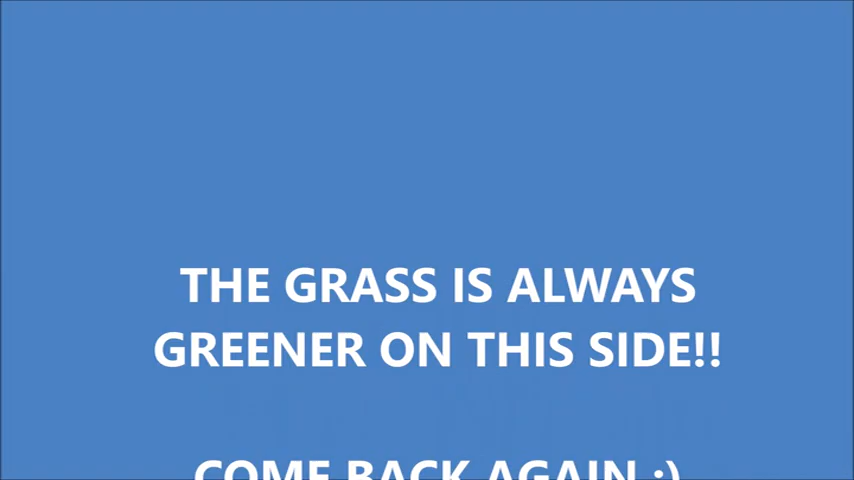 THE GRASS IS ALWAYS
GREENER ON THIS SIDE!!
COME BACK AGAIN :)